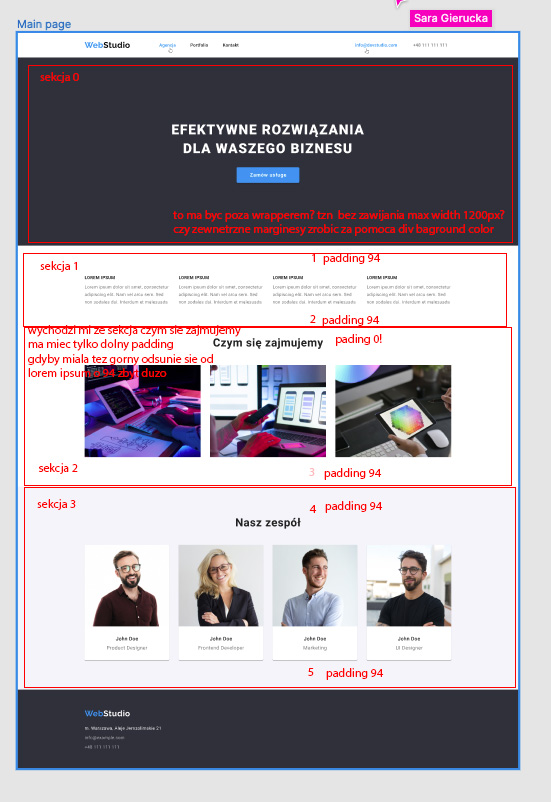 Main page
Sara Gierucka
WebStudio
Agencja
Portfolio
Kontakt
info@devstudio.com
+48 111 111 111
sekcja 0
EFEKTYWNE ROZWIĄZANIA
DLA WASZEGO BIZNESU
Zamów usługę
to ma byc poza wrapperem? tzn bez zawijania max width 1200px?
czy zewnetrzne marginesy zrobic za pomoca div baground color
1 padding 94
sekcja 1
LOREM IPSUM
LOREM IPSUM
LOREM IPSUM
LOREM IPSUM
Lorem ipsum dolor sit amet, consectetur
adipiscing elit. Nam vel arcu sem. Sed
non sodales dui. Interdum et malesuada
Lorem ipsum dolor sit amet, consectetur
adipiscing elit. Nam vel arcu sem. Sed
non sodales dui. Interdum et malesuada
Lorem ipsum dolor sit amet, consectetur
adipiscing elit. Nam vel arcu sem. Sed
non sodales dui. Interdum et malesuada
Lorem ipsum dolor sit amet, consectetur
adipiscing elit. Nam vel arcu sem. Sed
non sodales dui. Interdum et malesuada
2 padding 94
wychodzi mi ze sekcja czym sie zajmujemy
ma miec tylko dolny padding
gdyby miala tez gorny odsunie sie od
lorem ipsum o 94 zbyt duzo
Czym się zajmujemy
pading 0!
sekcja 2
3 padding 94
sekcja 3
4 padding 94
Nasz zespół
John Doe
Product Designer
John Doe
Frontend Developer
John Doe
Marketing
John Doe
UI Designer
5 padding 94
WebStudio
m. Warszawa, Aleje Jerozolimskie 21
info@example.com
+48 111 111 111